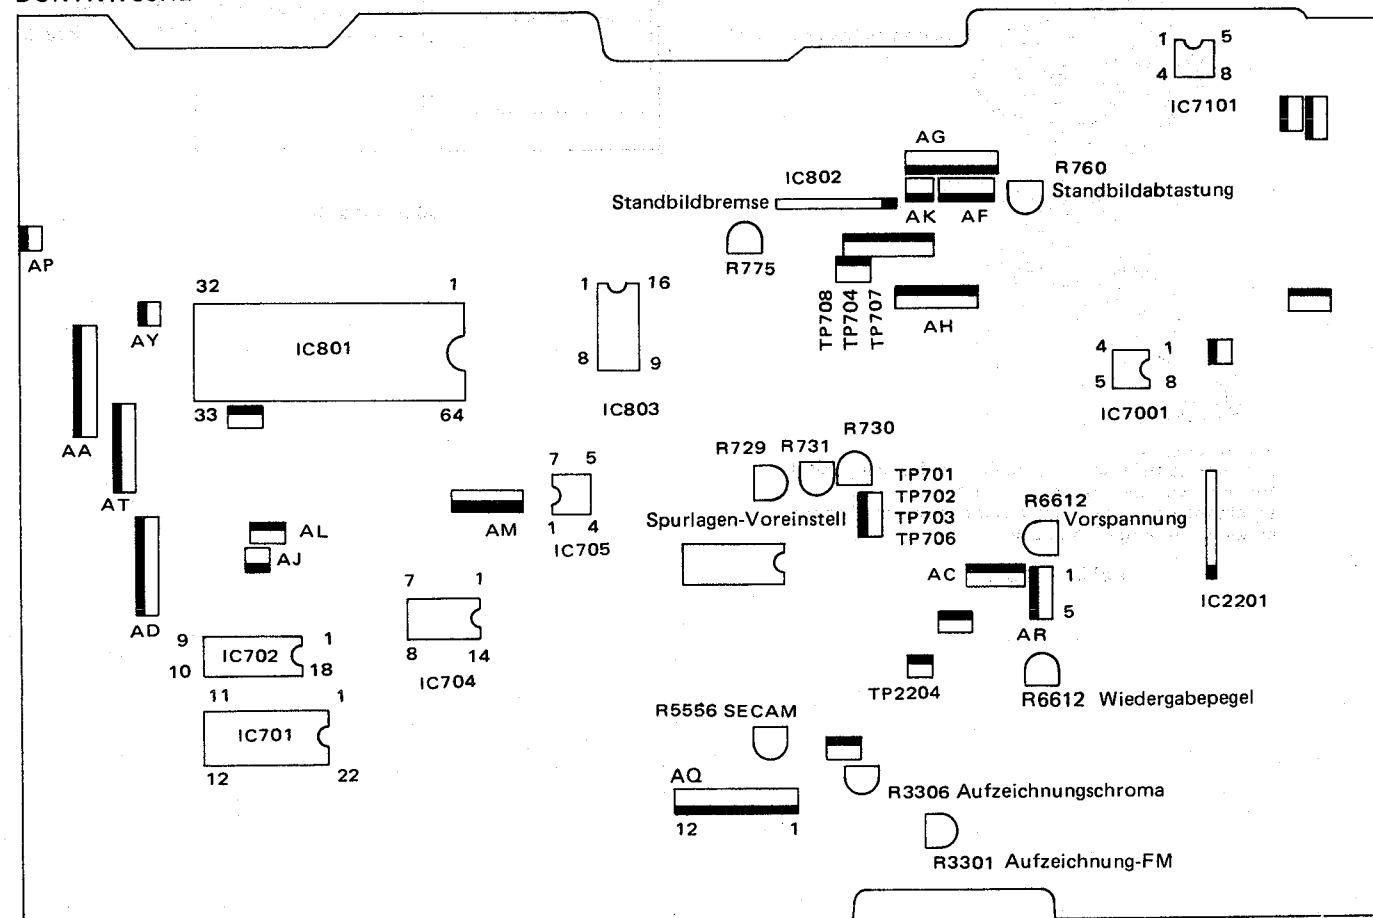 1 5
4 8
IC7101
AG
IC802
R760
Standbildbremse
AK AF
Standbildabtastung
AP
R775
32 1
1 16
TP708
TP704
TP707
AH
AY
IC801
8 9
4 1
5 8
33 64
IC803
IC7001
AA
R729 R731 R730
7 5
TP701
TP702
TP703
TP706
AT
R6612
Vorspannung
Spurlagen-Voreinstell
AL
AM
1 4
IC705
AJ
AC
1
5
IC2201
7 1
AD
AR
9 1
IC702
10 18
8 14
IC704
TP2204
R6612 Wiedergabepegel
11 1
R5556 SECAM
IC701
12 22
AQ
R3306 Aufzeichnungschroma
12 1
R3301 Aufzeichnung-FM